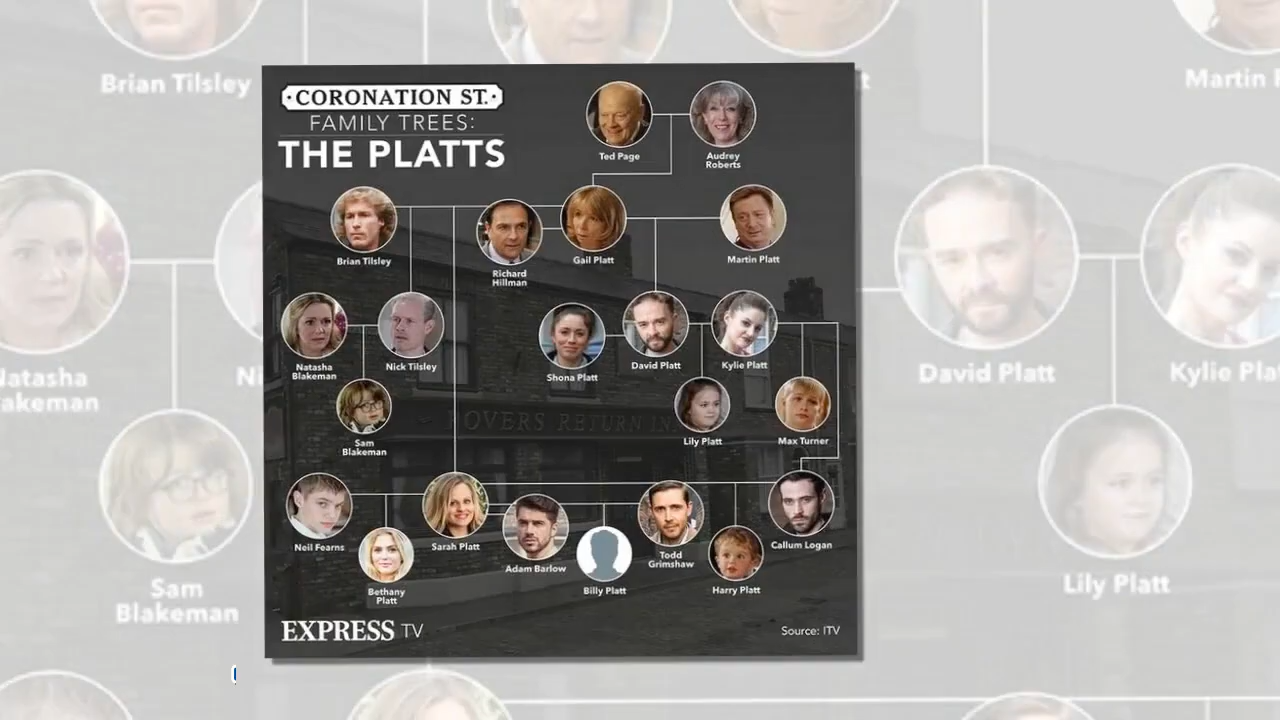 Brian Tilsley
Martin
·CORONATION ST.·
FAMILY TREES:
THE PLATTS
Ted Page
Audrey
Roberts
Brian Tilsley
Richard
Hillman
Gail Platt
Martin Platt
Natasha
Blakeman
Nick Tilsley
Shona Platt
David Platt
Kylie Platt
Sam
Blakeman
Lily Platt
Max Turner
ROVERS RETURN
Neil Fearns
Bethany
Platt
Sarah Platt
Adam Barlow
Billy Platt
Todd
Grimshaw
Harry Platt
Callum Logan
EXPRESS TV
Source: ITV
Natasha
akeman
Ni
David Platt
Kylie Pla
Sam
Blakeman
Lily Platt